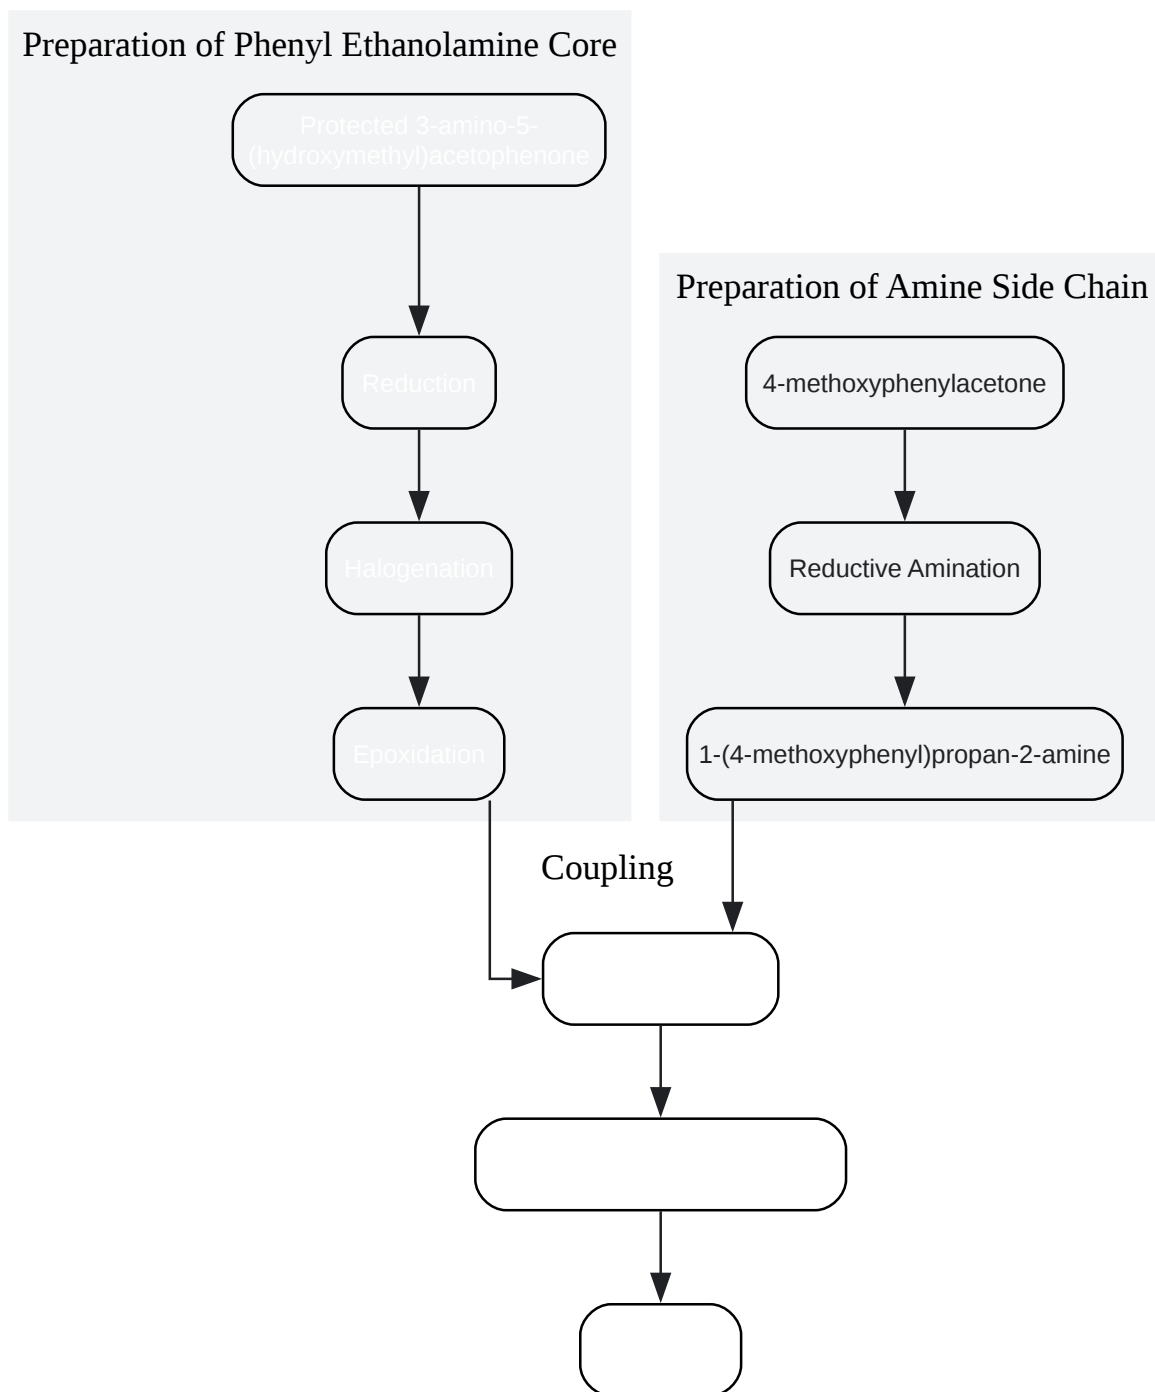 Preparation of Phenyl Ethanolamine Core
Protected 3-amino-5-
(hydroxymethyl)acetophenone
Reduction
Halogenation
Epoxidation
Preparation of Amine Side Chain
4-methoxyphenylacetone
Reductive Amination
1-(4-methoxyphenyl)propan-2-amine
Coupling